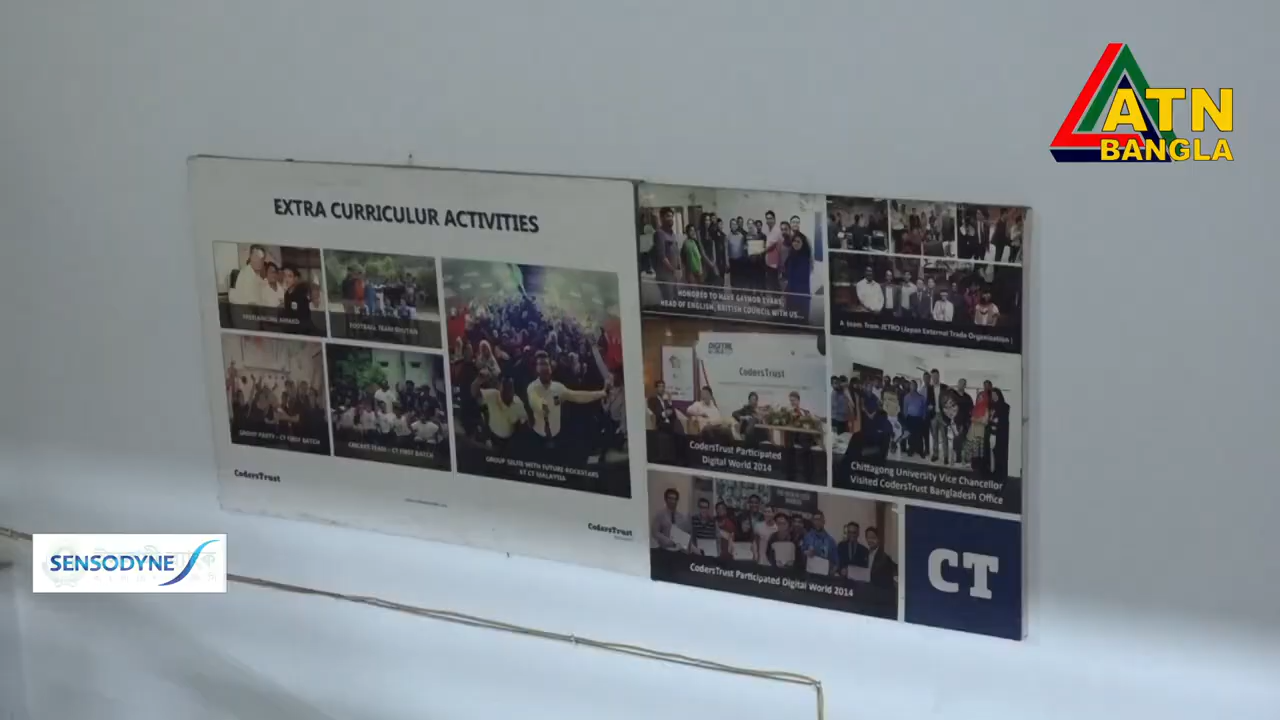 ATN
BANGLA
EXTRA CURRICULUR ACTIVITIES
FREELANCING AWARD
FOOTBALL TEAM BHUTAN
GROUP PARTY - CT FIRST BATCH
CRICKET TEAM - CT FIRST BATCH
GROUP SELFIE WITH FUTURE ROCKSTARS
AT CT MALAYSIA
CodersTrust
CodersTrust
HONORED TO HAVE GAYNOR EVANS,
HEAD OF ENGLISH, BRITISH COUNCIL WITH US...
A team from JETRO (Japan External Trade Organization)
DIGITAL
CodersTrust
CodersTrust Participated
Digital World 2014
Chittagong University Vice Chancellor
Visited CodersTrust Bangladesh Office
CodersTrust Participated Digital World 2014
CT
SENSODYNE